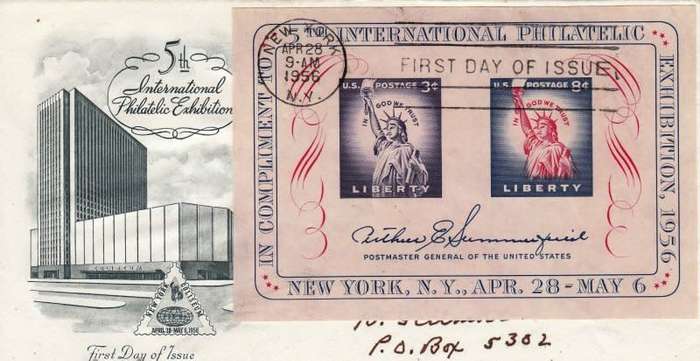 5th
International
Philatelic Exhibition
COLISEUM
NEW YORK
APRIL 28-MAY 6, 1956
First Day of Issue
NEW YORK
APR 28
9-AM
1956
N.Y.
FIRST DAY OF ISSUE
IN COMPLIMENT TO 5TH INTERNATIONAL PHILATELIC EXHIBITION, 1956
U.S. POSTAGE 3¢
IN GOD WE TRUST
LIBERTY
U.S. POSTAGE 8¢
IN GOD WE TRUST
LIBERTY
Arthur E. Summerfield
POSTMASTER GENERAL OF THE UNITED STATES
NEW YORK, N.Y., APR. 28-MAY 6
P.O. Box 5302